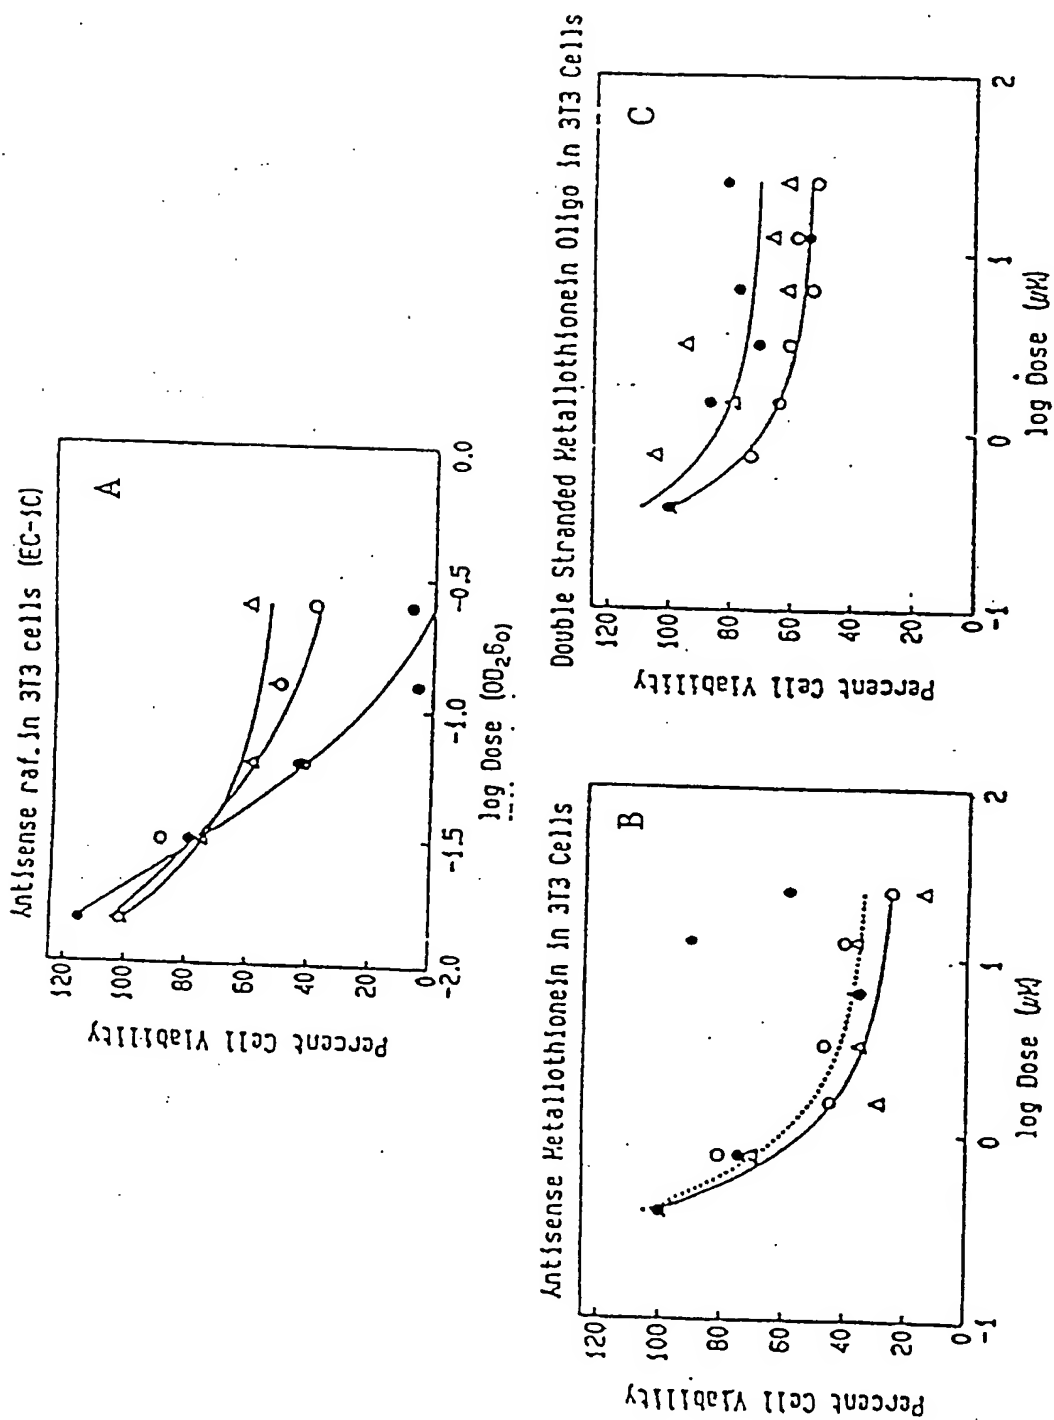 Antisense raf.in 3T3 cells (EC-1C)
A
Percent Cell Viability
120
100
80
60
40
20
0
-2.0
-1.5
-1.0
-0.5
0.0
log Dose (OD260)
Antisense Metallothionein in 3T3 Cells
B
Percent Cell Viability
120
100
80
60
40
20
0
-1
0
1
2
log Dose (µM)
Double Stranded Metallothionein Oligo in 3T3 Cells
C
Percent Cell Viability
120
100
80
60
40
20
0
-1
0
1
2
log Dose (µM)